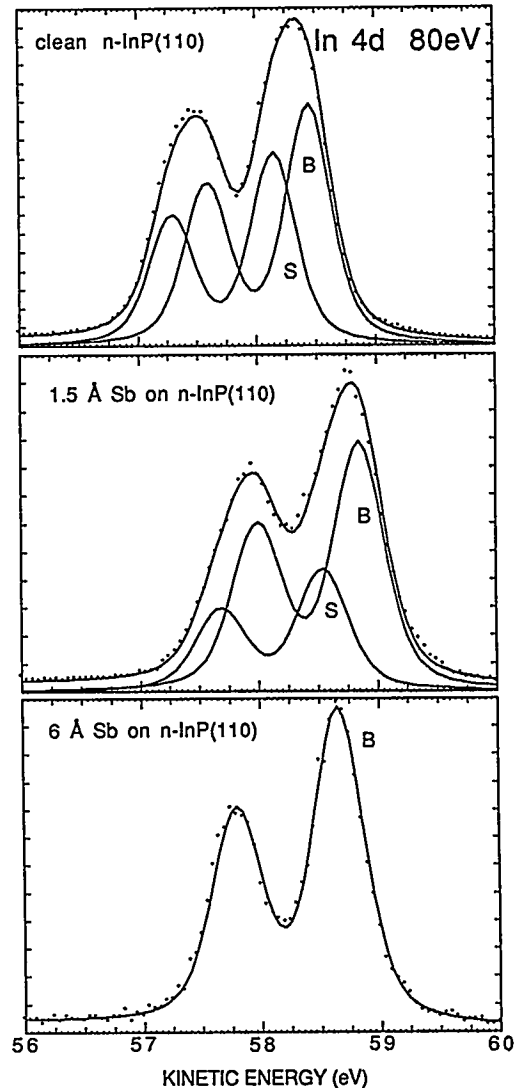 clean n-InP(110) In 4d 80eV
B
S
1.5 Å Sb on n-InP(110)
B
S
6 Å Sb on n-InP(110)
B
56 57 58 59 60
KINETIC ENERGY (eV)